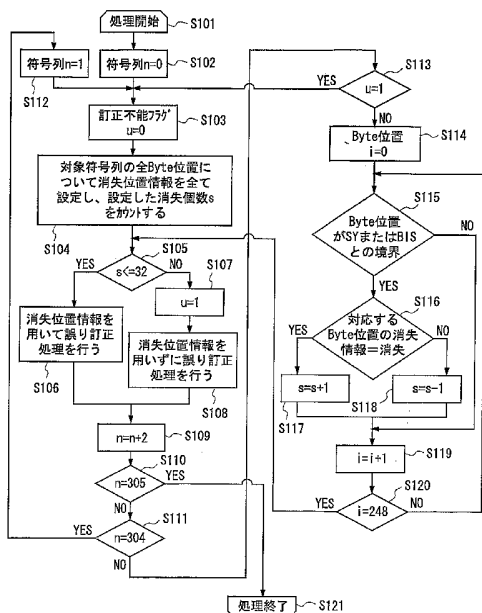 処理開始
S101
符号列n=1
符号列n=0
S102
S112
訂正不能フラグ
u=0
S103
対象符号列の全Byte位置に
ついて消失位置情報を全て
設定し、設定した消失個数s
をカウントする
S104
S105
s<=32
YES
NO
S107
u=1
消失位置情報を
用いて誤り訂正
処理を行う
S106
消失位置情報を
用いずに誤り訂正
処理を行う
S108
n=n+2
S109
S110
n=305
YES
NO
S111
n=304
YES
NO
S113
u=1
YES
NO
Byte位置
i=0
S114
S115
Byte位置
がSYまたはBIS
との境界
NO
YES
S116
対応する
Byte位置の消失
情報=消失
YES
NO
s=s+1
S117
s=s-1
S118
i=i+1
S119
S120
i=248
YES
NO
処理終了
S121